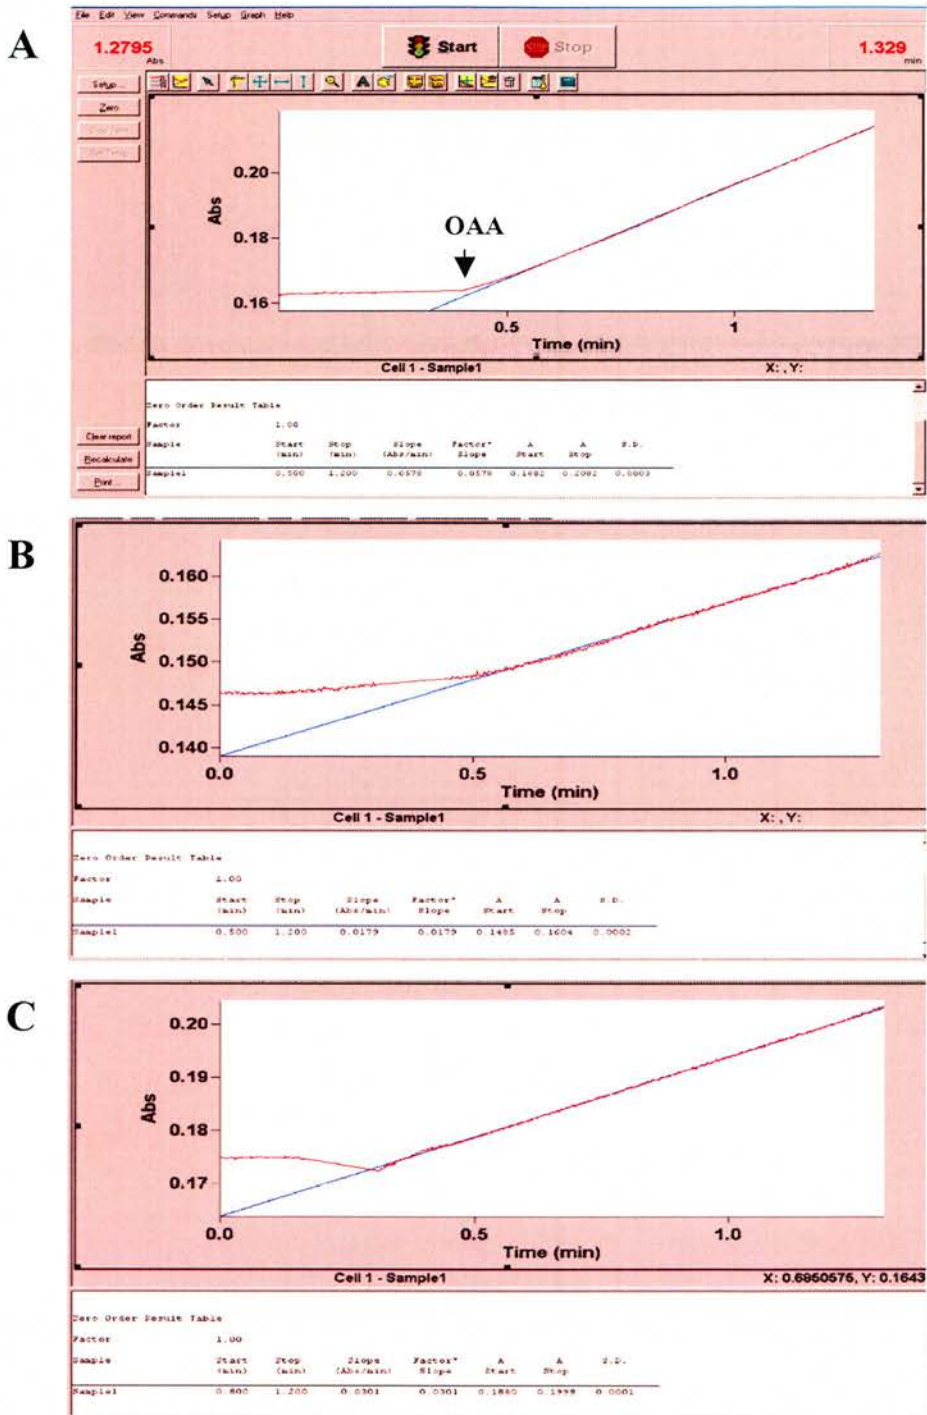 File Edit View Commands Setup Graph Help
A
1.2795
Abs
Start
Stop
1.329
min
Setup...
Zero
0.20
0.18
0.16
Abs
OAA
0.5 1
Time (min)
Cell 1 - Sample1 X: , Y:
Clear report
Recalculate
Print...
Zero Order Result Table
Factor 1.00
Sample Start Stop Slope Factor* A A S.D.
(min) (min) (Abs/min) Slope Start Stop
Sample1 0.500 1.200 0.0578 0.0578 0.1682 0.2082 0.0003
B
0.160
0.155
0.150
0.145
0.140
Abs
0.0 0.5 1.0
Time (min)
Cell 1 - Sample1 X: , Y:
Zero Order Result Table
Factor 1.00
Sample Start Stop Slope Factor* A A S.D.
(min) (min) (Abs/min) Slope Start Stop
Sample1 0.500 1.200 0.0179 0.0179 0.1485 0.1604 0.0002
C
0.20
0.19
0.18
0.17
Abs
0.0 0.5 1.0
Time (min)
Cell 1 - Sample1 X: 0.6850575, Y: 0.1643
Zero Order Result Table
Factor 1.00
Sample Start Stop Slope Factor* A A S.D.
(min) (min) (Abs/min) Slope Start Stop
Sample1 0.800 1.200 0.0301 0.0301 0.1880 0.1999 0.0001